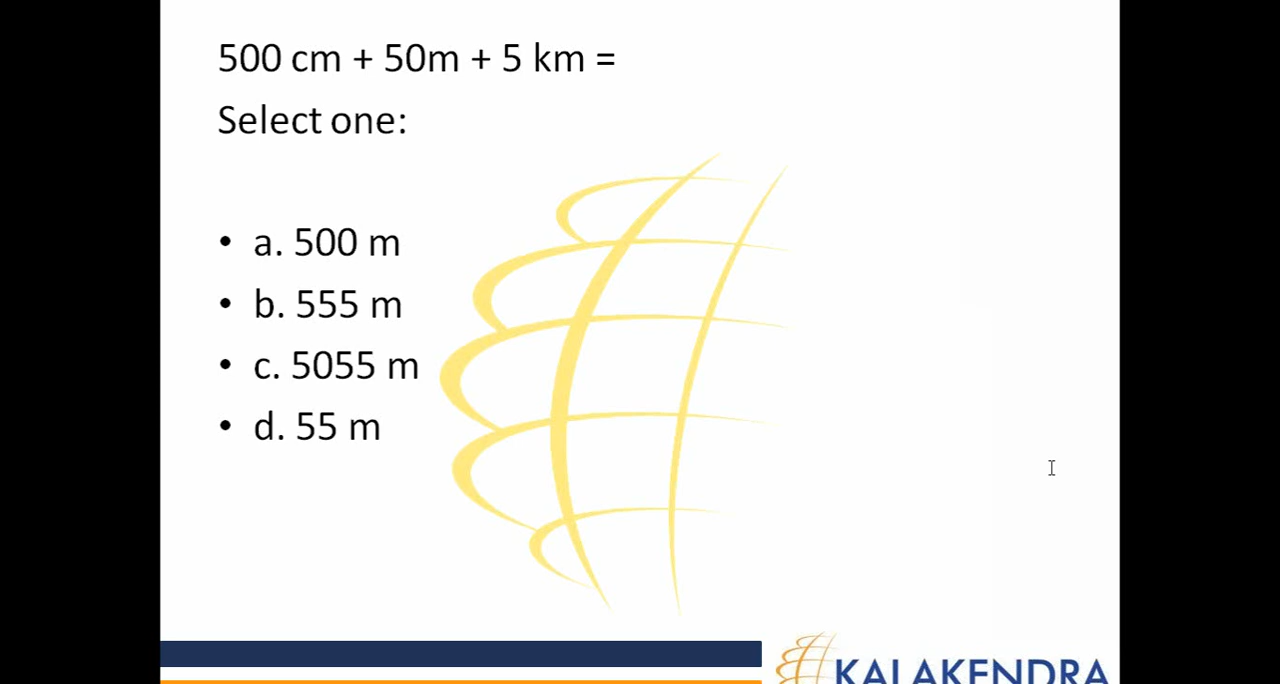 500 cm + 50m + 5 km =
Select one:
• a. 500 m
• b. 555 m
• c. 5055 m
• d. 55 m
KALAKENDRA